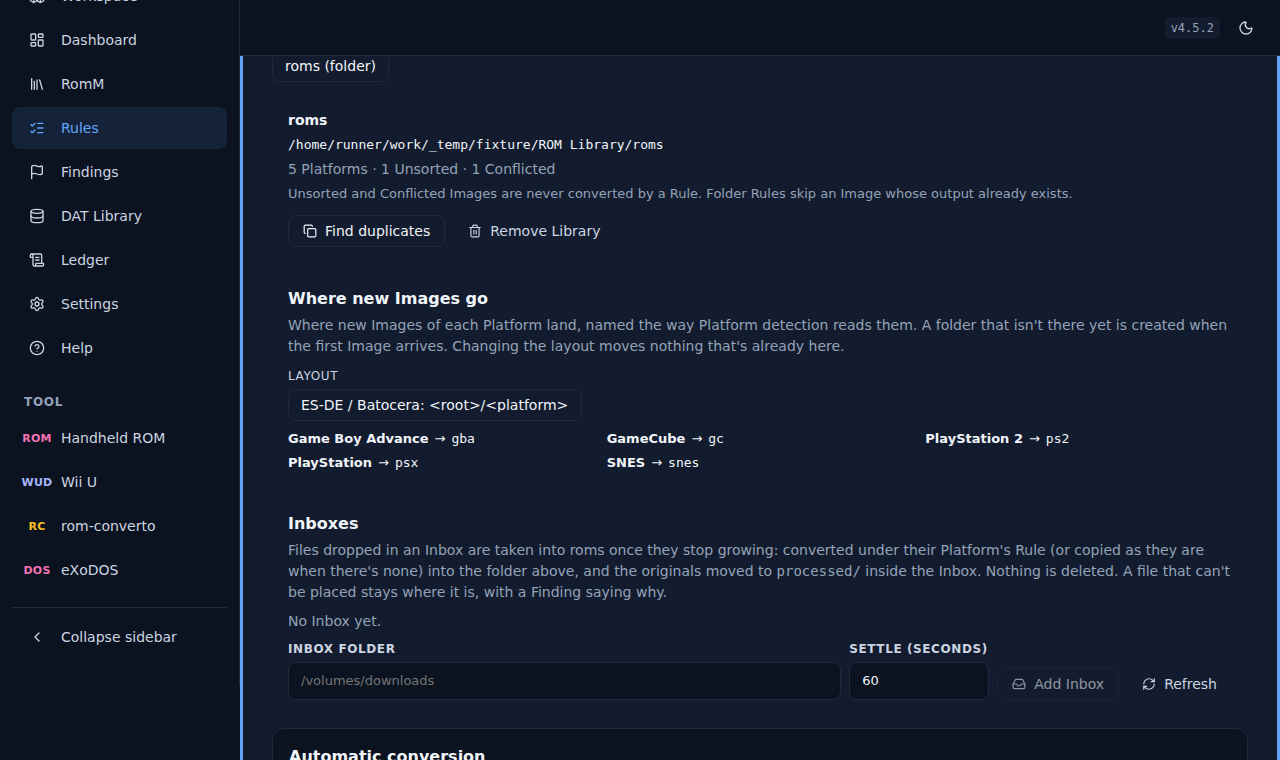 Workspace
Dashboard
RomM
Rules
Findings
DAT Library
Ledger
Settings
Help
TOOL
ROM Handheld ROM
WUD Wii U
RC rom-converto
DOS eXoDOS
Collapse sidebar
v4.5.2
roms (folder)
roms
/home/runner/work/_temp/fixture/ROM Library/roms
5 Platforms · 1 Unsorted · 1 Conflicted
Unsorted and Conflicted Images are never converted by a Rule. Folder Rules skip an Image whose output already exists.
Find duplicates Remove Library
Where new Images go
Where new Images of each Platform land, named the way Platform detection reads them. A folder that isn't there yet is created when
the first Image arrives. Changing the layout moves nothing that's already here.
LAYOUT
ES-DE / Batocera: <root>/<platform>
Game Boy Advance → gba GameCube → gc PlayStation 2 → ps2
PlayStation → psx SNES → snes
Inboxes
Files dropped in an Inbox are taken into roms once they stop growing: converted under their Platform's Rule (or copied as they are
when there's none) into the folder above, and the originals moved to processed/ inside the Inbox. Nothing is deleted. A file that can't
be placed stays where it is, with a Finding saying why.
No Inbox yet.
INBOX FOLDER SETTLE (SECONDS)
/volumes/downloads 60 Add Inbox Refresh
Automatic conversion